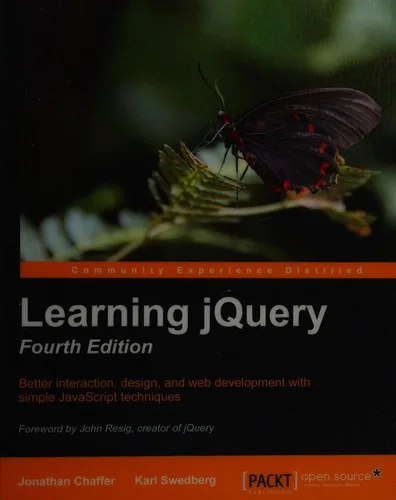 Community Experience Distilled
Learning jQuery
Fourth Edition
Better interaction, design, and web development with
simple JavaScript techniques
Foreword by John Resig, creator of jQuery
Jonathan Chaffer Karl Swedberg [PACKT] open source*
PUBLISHING